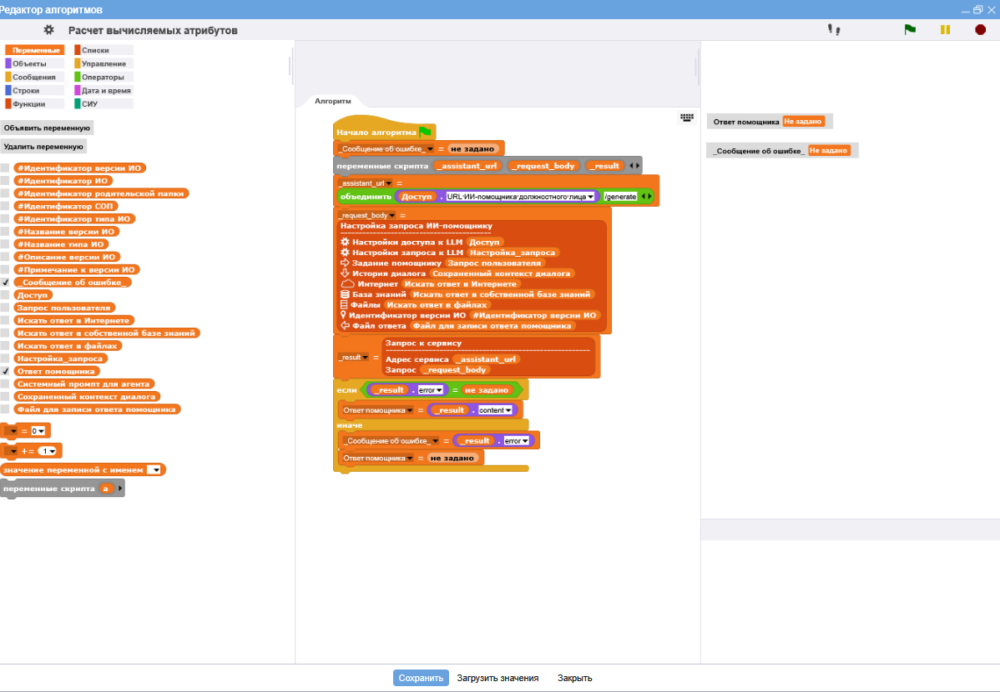 Редактор алгоритмов
Расчет вычисляемых атрибутов
Переменные
Списки
Объекты
Управление
Сообщения
Операторы
Строки
Дата и время
Функции
СИУ
Объявить переменную
Удалить переменную
#Идентификатор версии ИО
#Идентификатор ИО
#Идентификатор родительской папки
#Идентификатор СОП
#Идентификатор типа ИО
#Название версии ИО
#Название типа ИО
#Описание версии ИО
#Примечание к версии ИО
_Сообщение об ошибке_
Доступ
Запрос пользователя
Искать ответ в Интернете
Искать ответ в собственной базе знаний
Искать ответ в файлах
Настройка_запроса
Ответ помощника
Системный промпт для агента
Сохраненный контекст диалога
Файл для записи ответа помощника
= 0
+= 1
значение переменной с именем
переменные скрипта a
Алгоритм
Начало алгоритма
_Сообщение об ошибке_ = не задано
переменные скрипта _assistant_url _request_body _result
_assistant_url =
объединить Доступ . URL·ИИ-помощника·должностного·лица /generate
_request_body =
Настройка запроса ИИ-помощнику
Настройки доступа к LLM Доступ
Настройки запроса к LLM Настройка_запроса
Задание помощнику Запрос пользователя
История диалога Сохраненный контекст диалога
Интернет Искать ответ в Интернете
База знаний Искать ответ в собственной базе знаний
Файлы Искать ответ в файлах
Идентификатор версии ИО #Идентификатор версии ИО
Файл ответа Файл для записи ответа помощника
Запрос к сервису
_result =
Адрес сервиса _assistant_url
Запрос _request_body
если _result . error = не задано
Ответ помощника = _result . content
иначе
_Сообщение об ошибке_ = _result . error
Ответ помощника = не задано
Ответ помощника Не задано
_Сообщение об ошибке_ Не задано
Сохранить Загрузить значения Закрыть